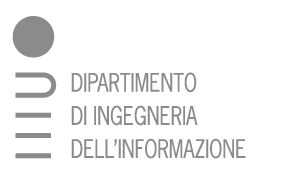 DIPARTIMENTO
DI INGEGNERIA
DELL'INFORMAZIONE